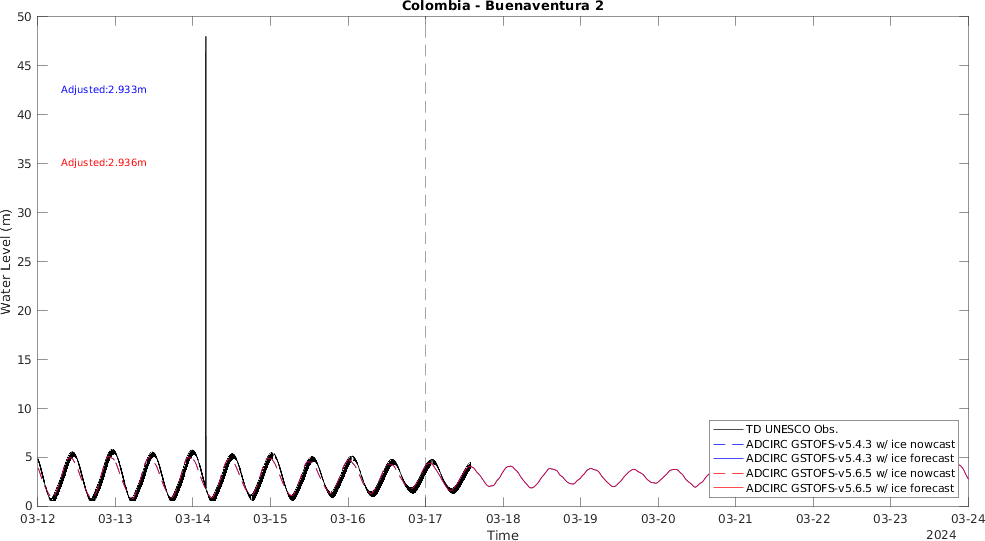 Colombia - Buenaventura 2
50
45
40
35
30
25
20
15
10
5
0
Water Level (m)
Adjusted:2.933m
Adjusted:2.936m
TD UNESCO Obs.
ADCIRC GSTOFS-v5.4.3 w/ ice nowcast
ADCIRC GSTOFS-v5.4.3 w/ ice forecast
ADCIRC GSTOFS-v5.6.5 w/ ice nowcast
ADCIRC GSTOFS-v5.6.5 w/ ice forecast
03-12 03-13 03-14 03-15 03-16 03-17 03-18 03-19 03-20 03-21 03-22 03-23 03-24
Time
2024